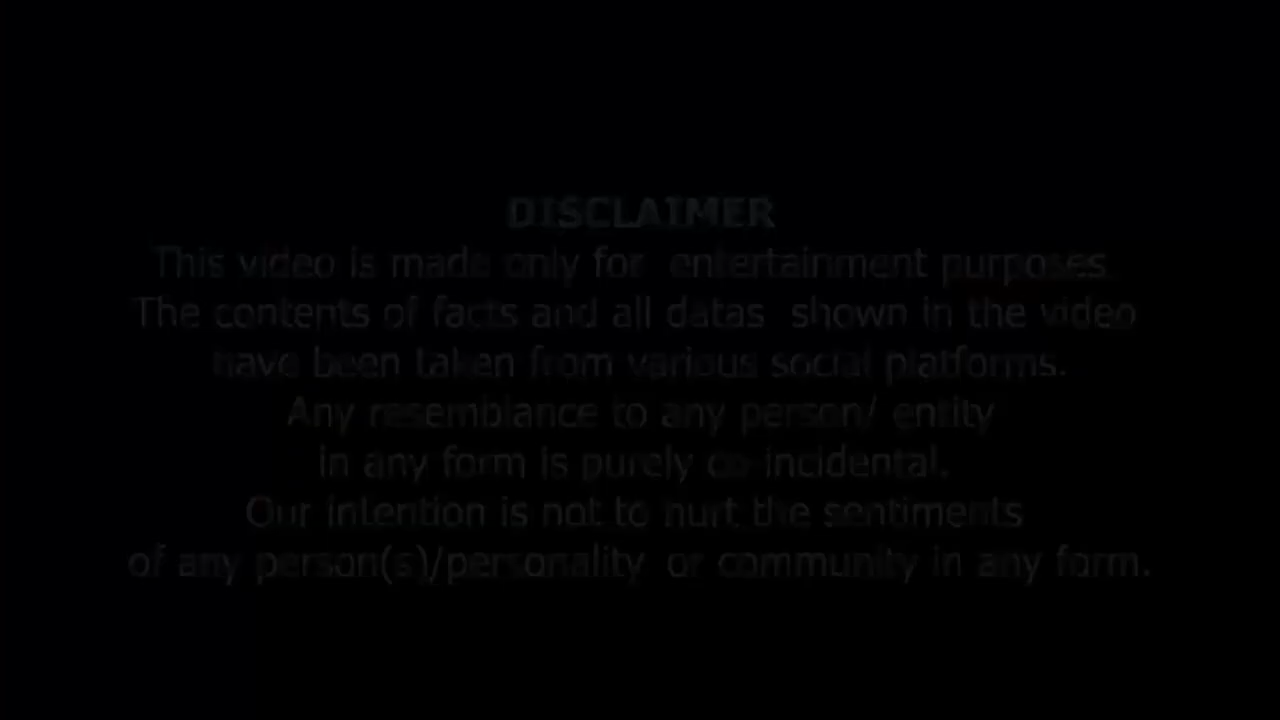 DISCLAIMER
This video is made only for entertainment purposes.
The contents of facts and all datas shown in the video
have been taken from various social platforms.
Any resemblance to any person/ entity
in any form is purely co-incidental.
Our intention is not to hurt the sentiments
of any person(s)/personality or community in any form.